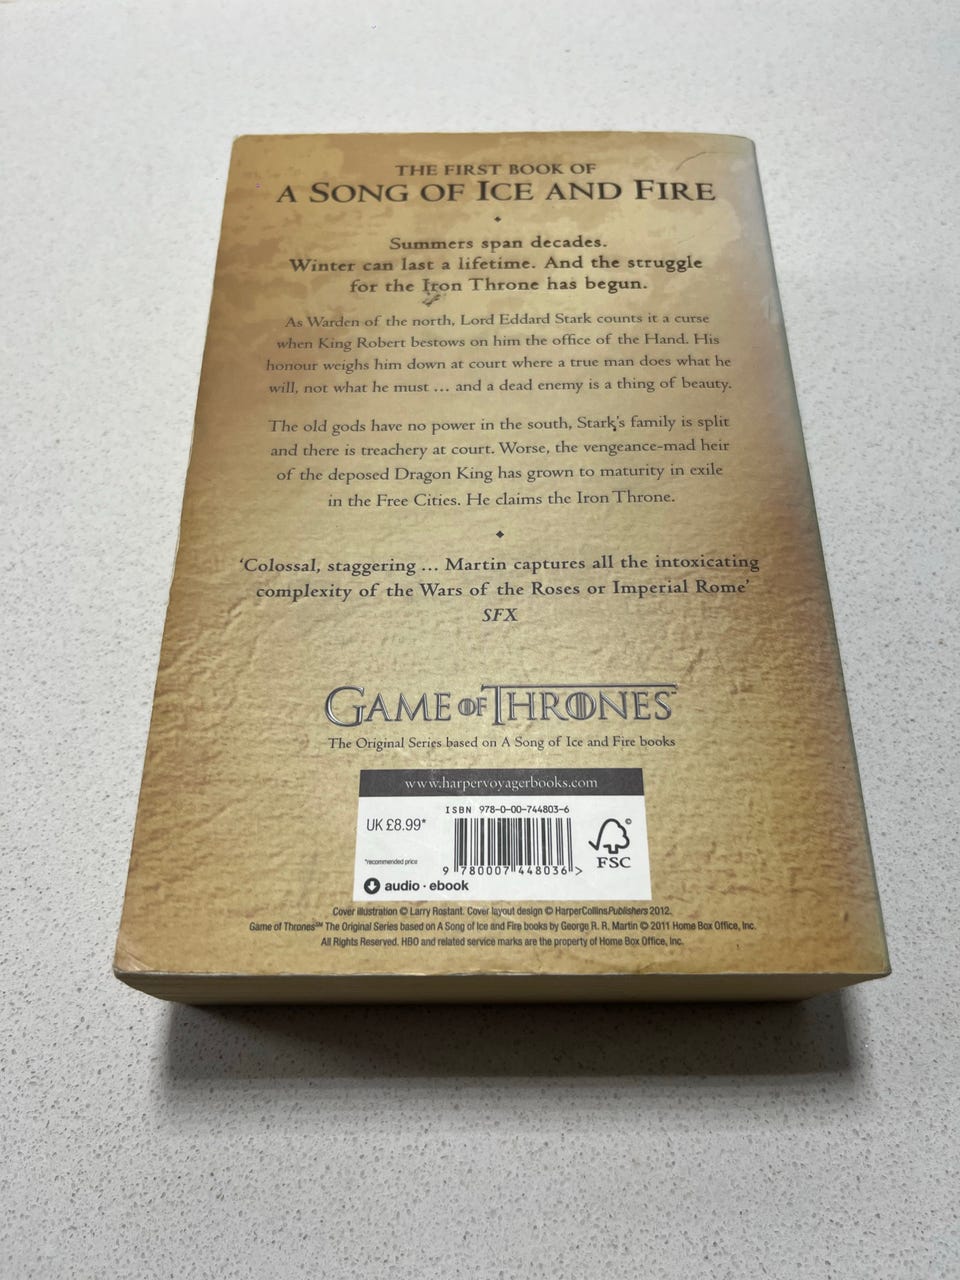 THE FIRST BOOK OF
A SONG OF ICE AND FIRE
Summers span decades.
Winter can last a lifetime. And the struggle
for the Iron Throne has begun.
As Warden of the north, Lord Eddard Stark counts it a curse
when King Robert bestows on him the office of the Hand. His
honour weighs him down at court where a true man does what he
will, not what he must ... and a dead enemy is a thing of beauty.
The old gods have no power in the south, Stark's family is split
and there is treachery at court. Worse, the vengeance-mad heir
of the deposed Dragon King has grown to maturity in exile
in the Free Cities. He claims the Iron Throne.
'Colossal, staggering ... Martin captures all the intoxicating
complexity of the Wars of the Roses or Imperial Rome'
SFX
GAME OF THRONES™
The Original Series based on A Song of Ice and Fire books
www.harpervoyagerbooks.com
ISBN 978-0-00-744803-6
UK £8.99*
*recommended price
9 780007 448036 >
audio · ebook
©
FSC
Cover illustration © Larry Rostant. Cover layout design © HarperCollinsPublishers 2012.
Game of Thrones℠ The Original Series based on A Song of Ice and Fire books by George R. R. Martin © 2011 Home Box Office, Inc.
All Rights Reserved. HBO and related service marks are the property of Home Box Office, Inc.